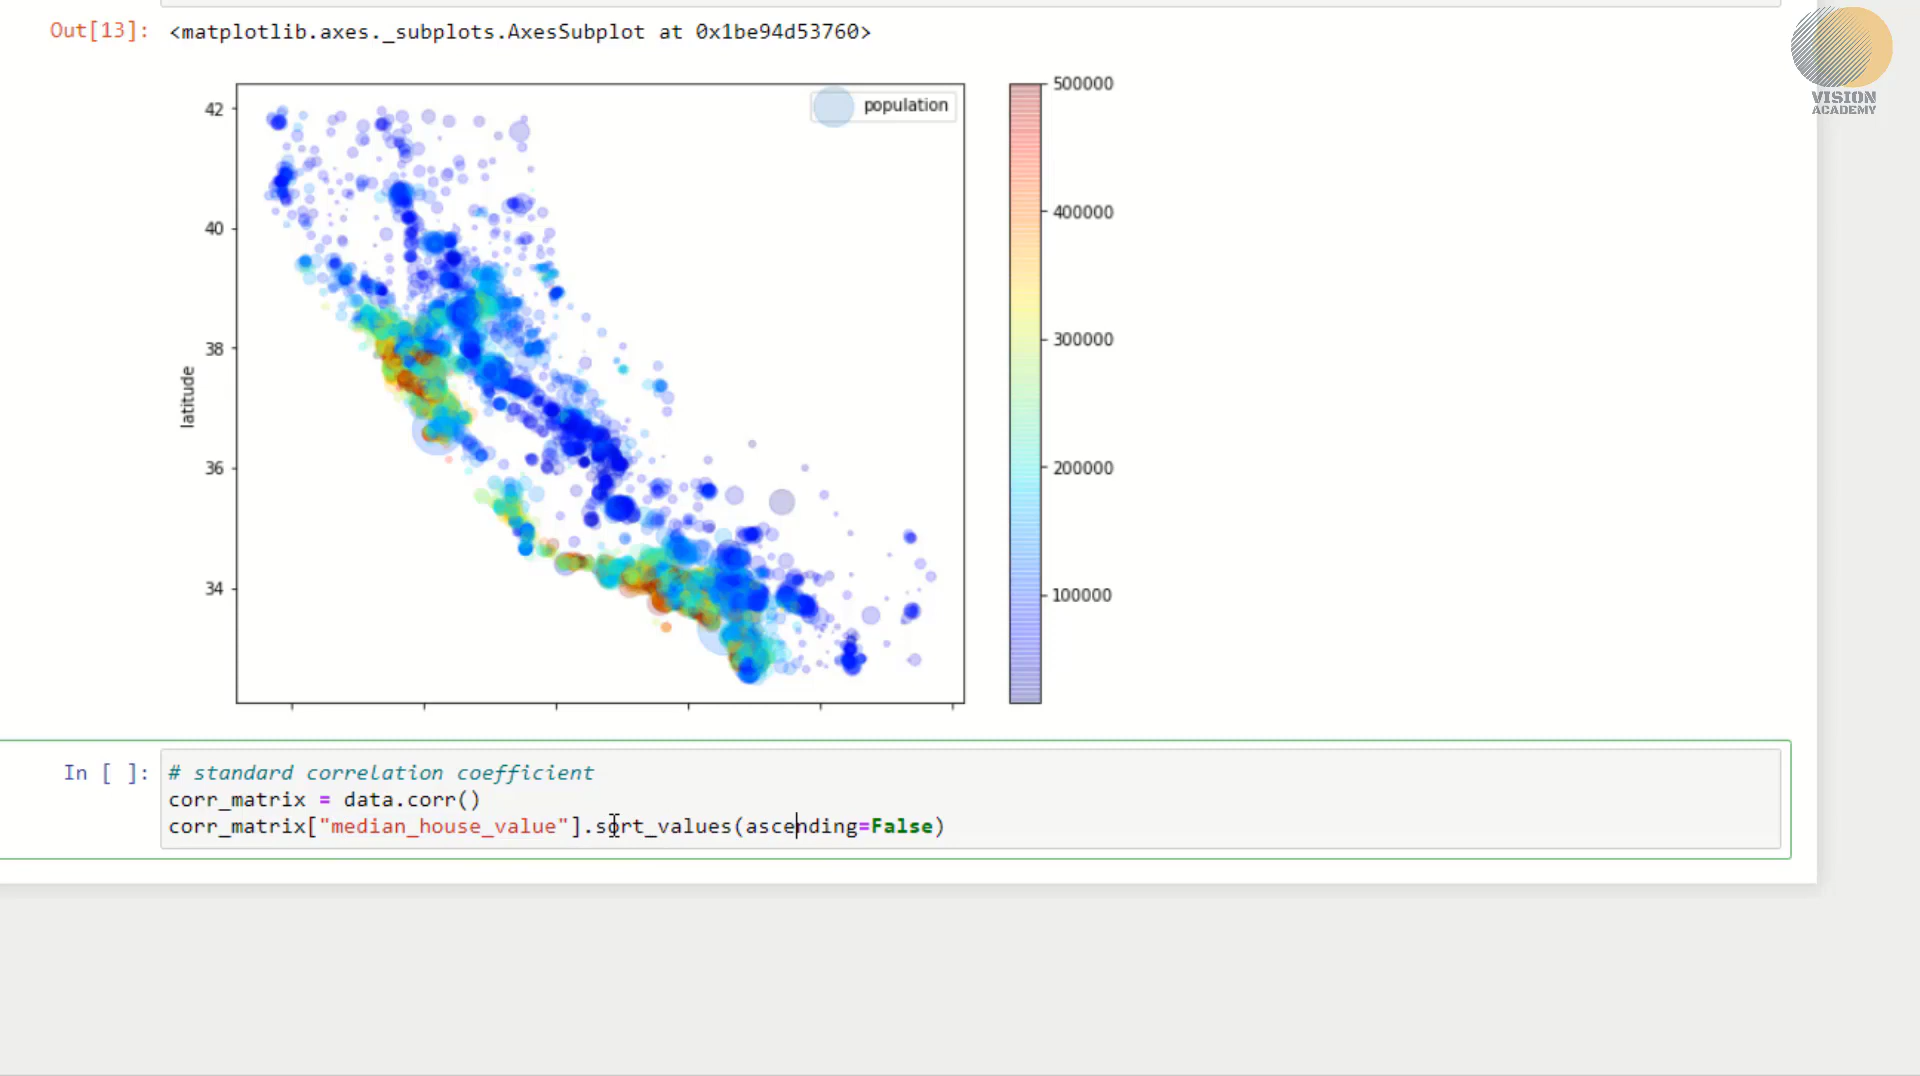 Out[13]: <matplotlib.axes._subplots.AxesSubplot at 0x1be94d53760>
VISION
ACADEMY
population
42
40
38
36
34
latitude
500000
400000
300000
200000
100000
In [ ]: # standard correlation coefficient
corr_matrix = data.corr()
corr_matrix["median_house_value"].sort_values(ascending=False)